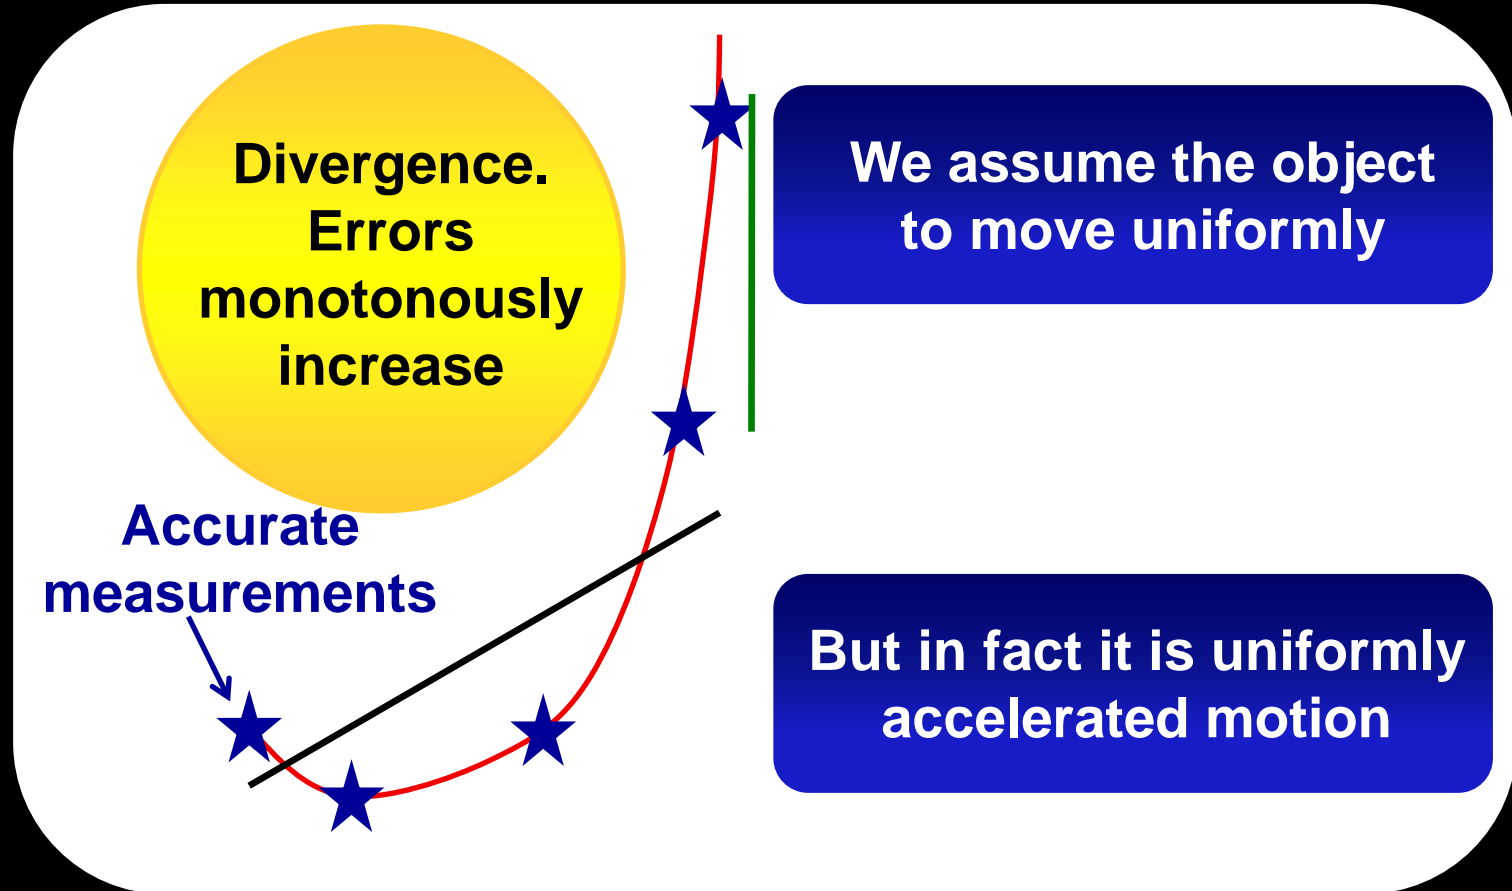 Divergence.
Errors
monotonously
increase
We assume the object
to move uniformly
Accurate
measurements
But in fact it is uniformly
accelerated motion